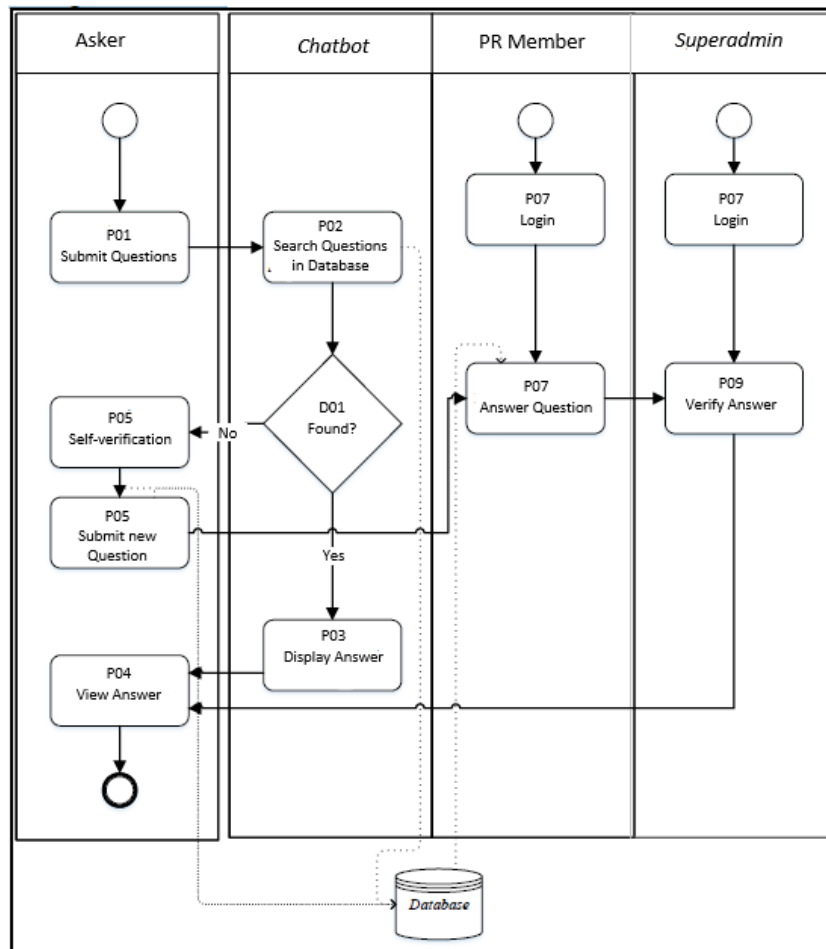 Asker
Chatbot
PR Member
Superadmin
P01
Submit Questions
P02
Search Questions
in Database
P07
Login
P07
Login
D01
Found?
No
Yes
P05
Self-verification
P05
Submit new
Question
P07
Answer Question
P09
Verify Answer
P03
Display Answer
P04
View Answer
Database